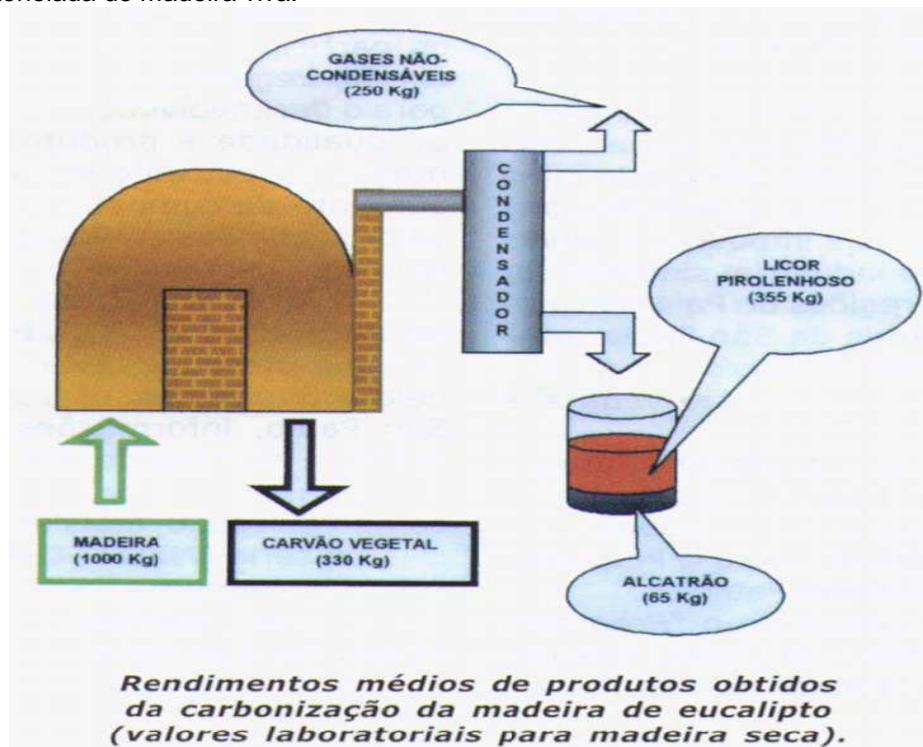 GASES NÃO-
CONDENSÁVEIS
(250 Kg)
CONDENSADOR
LICOR
PIROLENHOSO
(355 Kg)
MADEIRA
(1000 Kg)
CARVÃO VEGETAL
(330 Kg)
ALCATRÃO
(65 Kg)
Rendimentos médios de produtos obtidos
da carbonização da madeira de eucalipto
(valores laboratoriais para madeira seca).